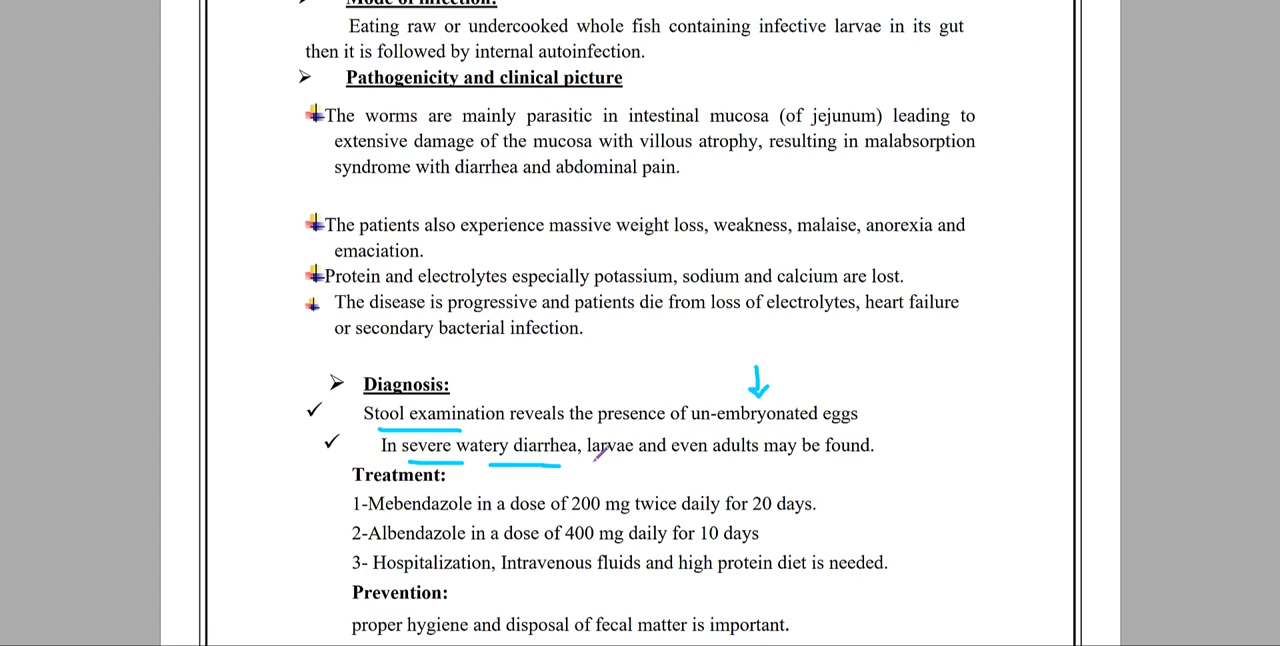 Mode of infection:
Eating raw or undercooked whole fish containing infective larvae in its gut
then it is followed by internal autoinfection.
Pathogenicity and clinical picture
The worms are mainly parasitic in intestinal mucosa (of jejunum) leading to
extensive damage of the mucosa with villous atrophy, resulting in malabsorption
syndrome with diarrhea and abdominal pain.
The patients also experience massive weight loss, weakness, malaise, anorexia and
emaciation.
Protein and electrolytes especially potassium, sodium and calcium are lost.
The disease is progressive and patients die from loss of electrolytes, heart failure
or secondary bacterial infection.
Diagnosis:
Stool examination reveals the presence of un-embryonated eggs
In severe watery diarrhea, larvae and even adults may be found.
Treatment:
1-Mebendazole in a dose of 200 mg twice daily for 20 days.
2-Albendazole in a dose of 400 mg daily for 10 days
3- Hospitalization, Intravenous fluids and high protein diet is needed.
Prevention:
proper hygiene and disposal of fecal matter is important.